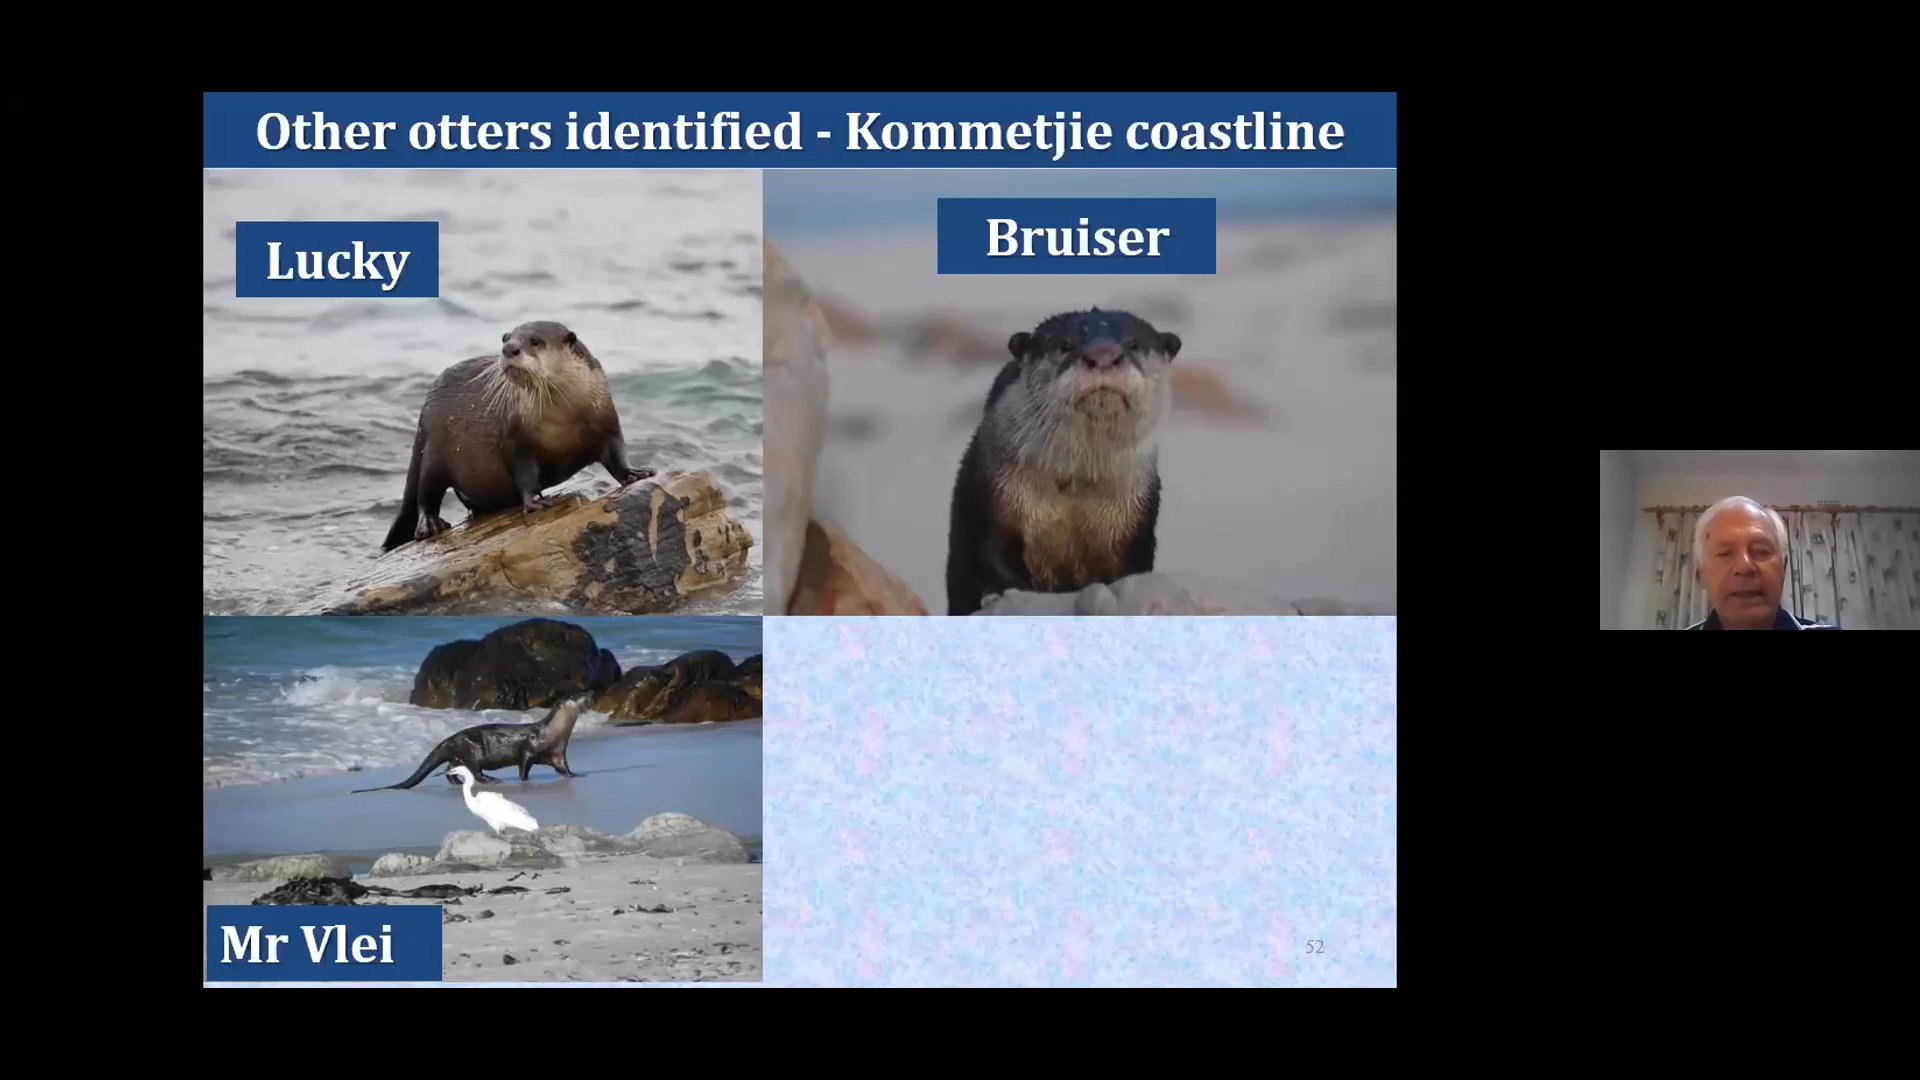 Other otters identified - Kommetjie coastline
Lucky
Bruiser
Mr Vlei
52